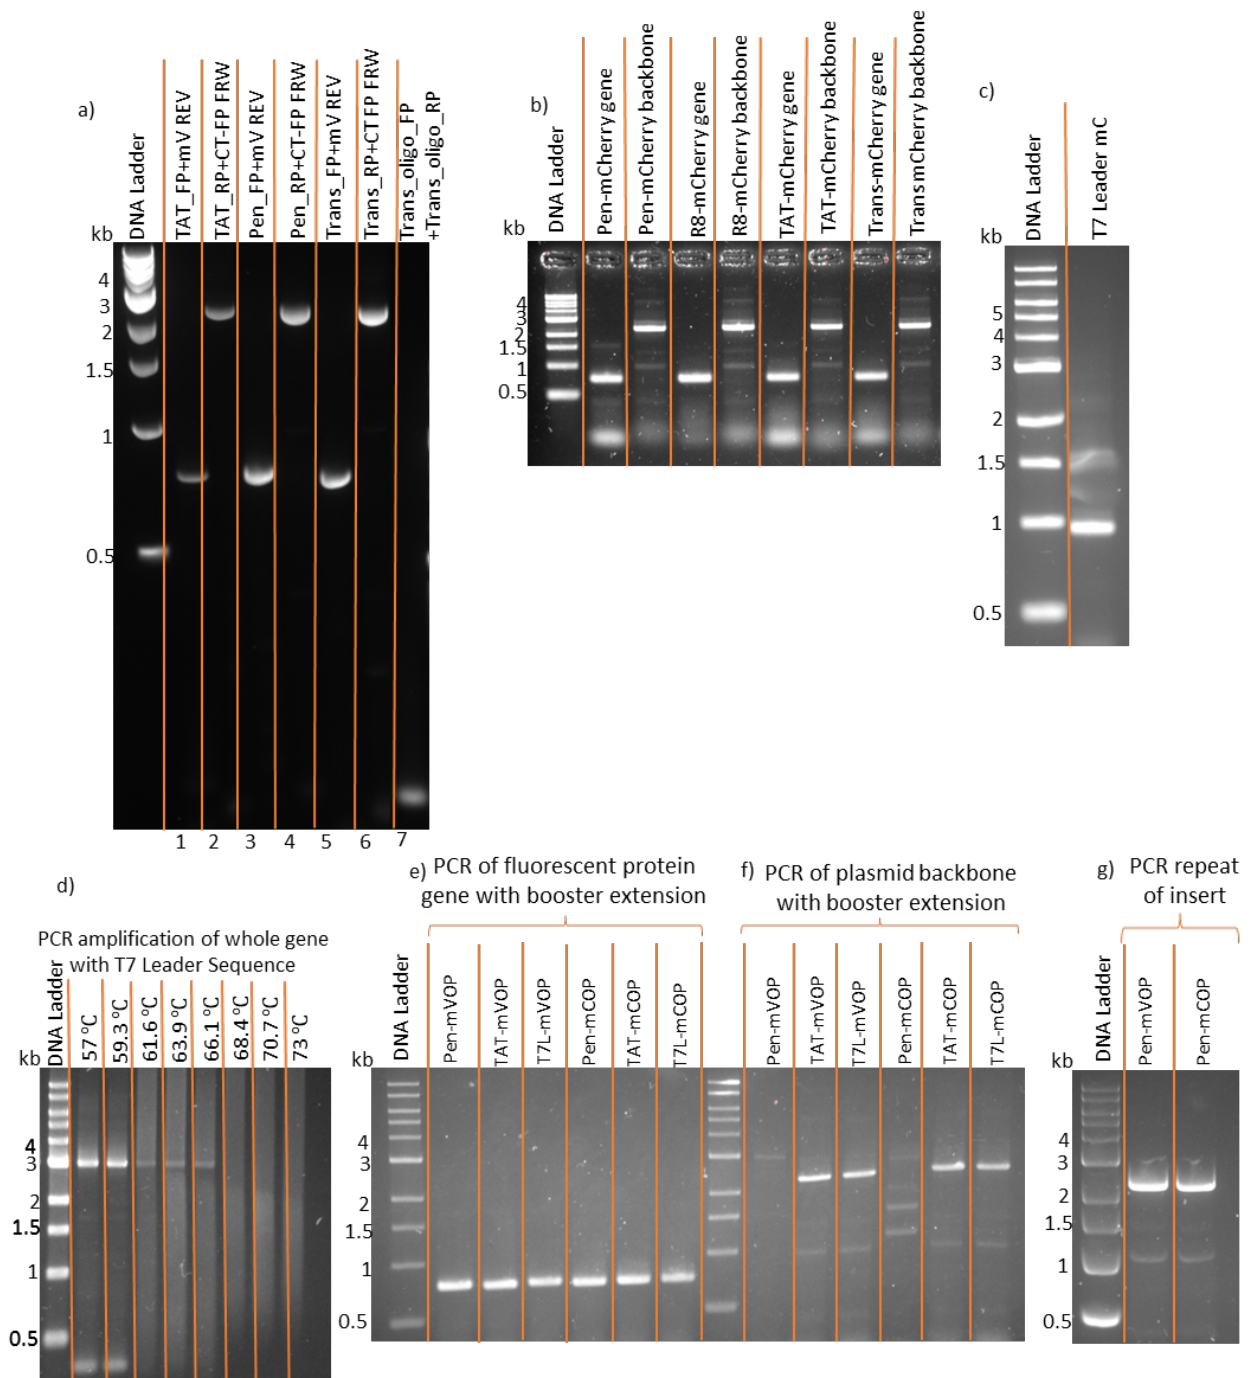 a)
kb
DNA Ladder
TAT_FP+mV REV
TAT_RP+CT-FP FRW
Pen_FP+mV REV
Pen_RP+CT-FP FRW
Trans_FP+mV REV
Trans_RP+CT FP FRW
Trans_oligo_FP
+Trans_oligo_RP
4
3
2
1.5
1
0.5
1 2 3 4 5 6 7
b)
kb
DNA Ladder
Pen-mCherry gene
Pen-mCherry backbone
R8-mCherry gene
R8-mCherry backbone
TAT-mCherry gene
TAT-mCherry backbone
Trans-mCherry gene
Trans mCherry backbone
4
3
2
1.5
1
0.5
c)
kb
DNA Ladder
T7 Leader mC
5
4
3
2
1.5
1
0.5
d)
PCR amplification of whole gene
with T7 Leader Sequence
kb
DNA Ladder
57 °C
59.3 °C
61.6 °C
63.9 °C
66.1 °C
68.4 °C
70.7 °C
73 °C
4
3
2
1.5
1
0.5
e)
PCR of fluorescent protein
gene with booster extension
kb
DNA Ladder
Pen-mVOP
TAT-mVOP
T7L-mVOP
Pen-mCOP
TAT-mCOP
T7L-mCOP
4
3
2
1.5
1
0.5
f)
PCR of plasmid backbone
with booster extension
Pen-mVOP
TAT-mVOP
T7L-mVOP
Pen-mCOP
TAT-mCOP
T7L-mCOP
g)
PCR repeat
of insert
kb
DNA Ladder
Pen-mVOP
Pen-mCOP
4
3
2
1.5
1
0.5